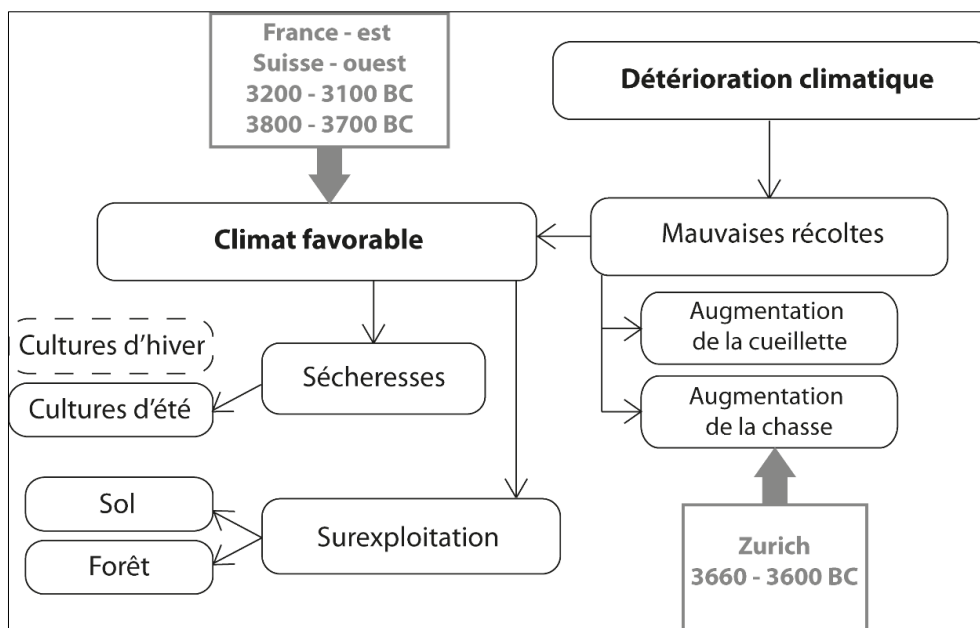 France - est
Suisse - ouest
3200 - 3100 BC
3800 - 3700 BC
Détérioration climatique
Climat favorable
Mauvaises récoltes
Augmentation
de la cueillette
Cultures d'hiver
Sécheresses
Cultures d'été
Augmentation
de la chasse
Sol
Surexploitation
Forêt
Zurich
3660 - 3600 BC